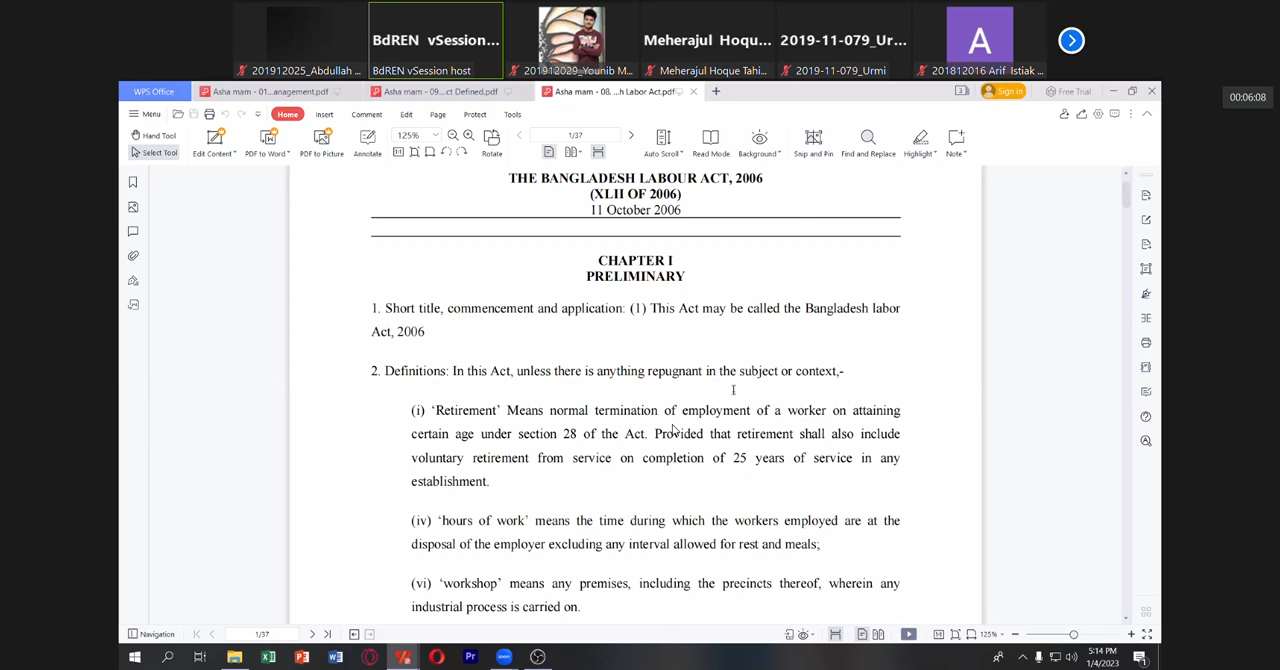 BdREN vSession... Meherajul Hoque... 2019-11-079_Ur... A
201912025_Abdullah ... BdREN vSession host 201912029_Younib M... Meherajul Hoque Tahi... 2019-11-079_Urmi 201812016 Arif Istiak ...
00:06:08
WPS Office Asha mam - 01....anagement.pdf Asha mam - 09....ct Defined.pdf Asha mam - 08. ...h Labor Act.pdf Sign in Free Trial
Menu Home Insert Comment Edit Page Protect Tools
Hand Tool 125% 1/37
Select Tool Edit Content PDF to Word PDF to Picture Annotate Rotate Auto Scroll Read Mode Background Snip and Pin Find and Replace Highlight Note
THE BANGLADESH LABOUR ACT, 2006
(XLII OF 2006)
11 October 2006
CHAPTER I
PRELIMINARY
1. Short title, commencement and application: (1) This Act may be called the Bangladesh labor
Act, 2006
2. Definitions: In this Act, unless there is anything repugnant in the subject or context,-
(i) ‘Retirement’ Means normal termination of employment of a worker on attaining
certain age under section 28 of the Act. Provided that retirement shall also include
voluntary retirement from service on completion of 25 years of service in any
establishment.
(iv) ‘hours of work’ means the time during which the workers employed are at the
disposal of the employer excluding any interval allowed for rest and meals;
(vi) ‘workshop’ means any premises, including the precincts thereof, wherein any
industrial process is carried on.
Navigation 1/37 125%
5:14 PM
1/4/2023